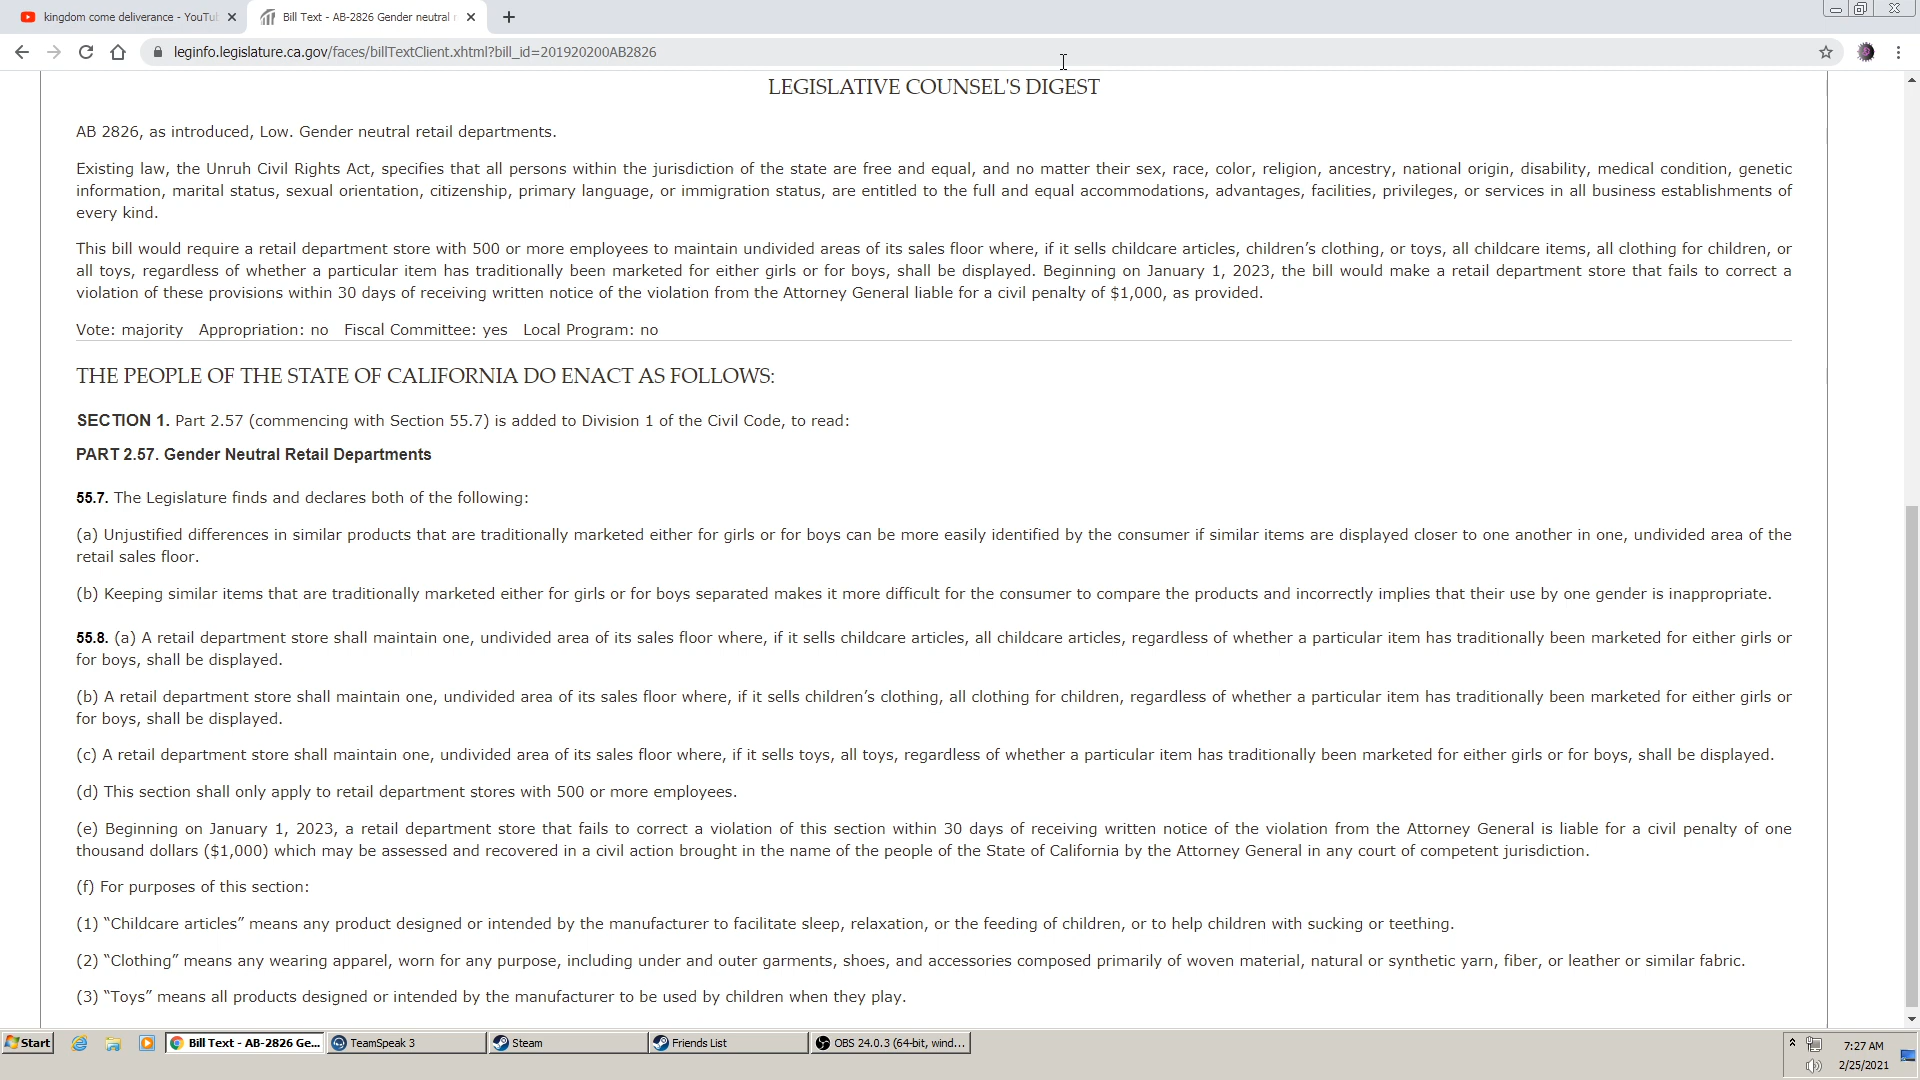 kingdom come deliverance - YouTu
Bill Text - AB-2826 Gender neutral r
leginfo.legislature.ca.gov/faces/billTextClient.xhtml?bill_id=201920200AB2826
LEGISLATIVE COUNSEL'S DIGEST
AB 2826, as introduced, Low. Gender neutral retail departments.
Existing law, the Unruh Civil Rights Act, specifies that all persons within the jurisdiction of the state are free and equal, and no matter their sex, race, color, religion, ancestry, national origin, disability, medical condition, genetic
information, marital status, sexual orientation, citizenship, primary language, or immigration status, are entitled to the full and equal accommodations, advantages, facilities, privileges, or services in all business establishments of
every kind.
This bill would require a retail department store with 500 or more employees to maintain undivided areas of its sales floor where, if it sells childcare articles, children’s clothing, or toys, all childcare items, all clothing for children, or
all toys, regardless of whether a particular item has traditionally been marketed for either girls or for boys, shall be displayed. Beginning on January 1, 2023, the bill would make a retail department store that fails to correct a
violation of these provisions within 30 days of receiving written notice of the violation from the Attorney General liable for a civil penalty of $1,000, as provided.
Vote: majority Appropriation: no Fiscal Committee: yes Local Program: no
THE PEOPLE OF THE STATE OF CALIFORNIA DO ENACT AS FOLLOWS:
SECTION 1. Part 2.57 (commencing with Section 55.7) is added to Division 1 of the Civil Code, to read:
PART 2.57. Gender Neutral Retail Departments
55.7. The Legislature finds and declares both of the following:
(a) Unjustified differences in similar products that are traditionally marketed either for girls or for boys can be more easily identified by the consumer if similar items are displayed closer to one another in one, undivided area of the
retail sales floor.
(b) Keeping similar items that are traditionally marketed either for girls or for boys separated makes it more difficult for the consumer to compare the products and incorrectly implies that their use by one gender is inappropriate.
55.8. (a) A retail department store shall maintain one, undivided area of its sales floor where, if it sells childcare articles, all childcare articles, regardless of whether a particular item has traditionally been marketed for either girls or
for boys, shall be displayed.
(b) A retail department store shall maintain one, undivided area of its sales floor where, if it sells children’s clothing, all clothing for children, regardless of whether a particular item has traditionally been marketed for either girls or
for boys, shall be displayed.
(c) A retail department store shall maintain one, undivided area of its sales floor where, if it sells toys, all toys, regardless of whether a particular item has traditionally been marketed for either girls or for boys, shall be displayed.
(d) This section shall only apply to retail department stores with 500 or more employees.
(e) Beginning on January 1, 2023, a retail department store that fails to correct a violation of this section within 30 days of receiving written notice of the violation from the Attorney General is liable for a civil penalty of one
thousand dollars ($1,000) which may be assessed and recovered in a civil action brought in the name of the people of the State of California by the Attorney General in any court of competent jurisdiction.
(f) For purposes of this section:
(1) “Childcare articles” means any product designed or intended by the manufacturer to facilitate sleep, relaxation, or the feeding of children, or to help children with sucking or teething.
(2) “Clothing” means any wearing apparel, worn for any purpose, including under and outer garments, shoes, and accessories composed primarily of woven material, natural or synthetic yarn, fiber, or leather or similar fabric.
(3) “Toys” means all products designed or intended by the manufacturer to be used by children when they play.
Start
Bill Text - AB-2826 Ge...
TeamSpeak 3
Steam
Friends List
OBS 24.0.3 (64-bit, wind...
7:27 AM
2/25/2021